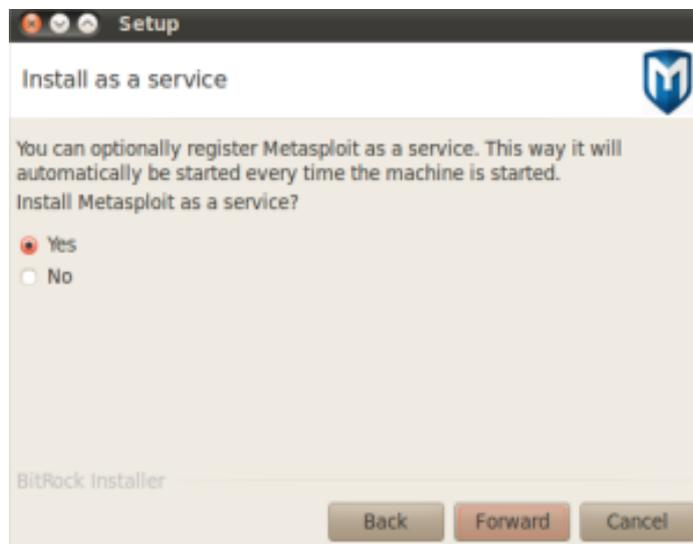 Setup
Install as a service
M
You can optionally register Metasploit as a service. This way it will
automatically be started every time the machine is started.
Install Metasploit as a service?
Yes
No
BitRock Installer
Back
Forward
Cancel